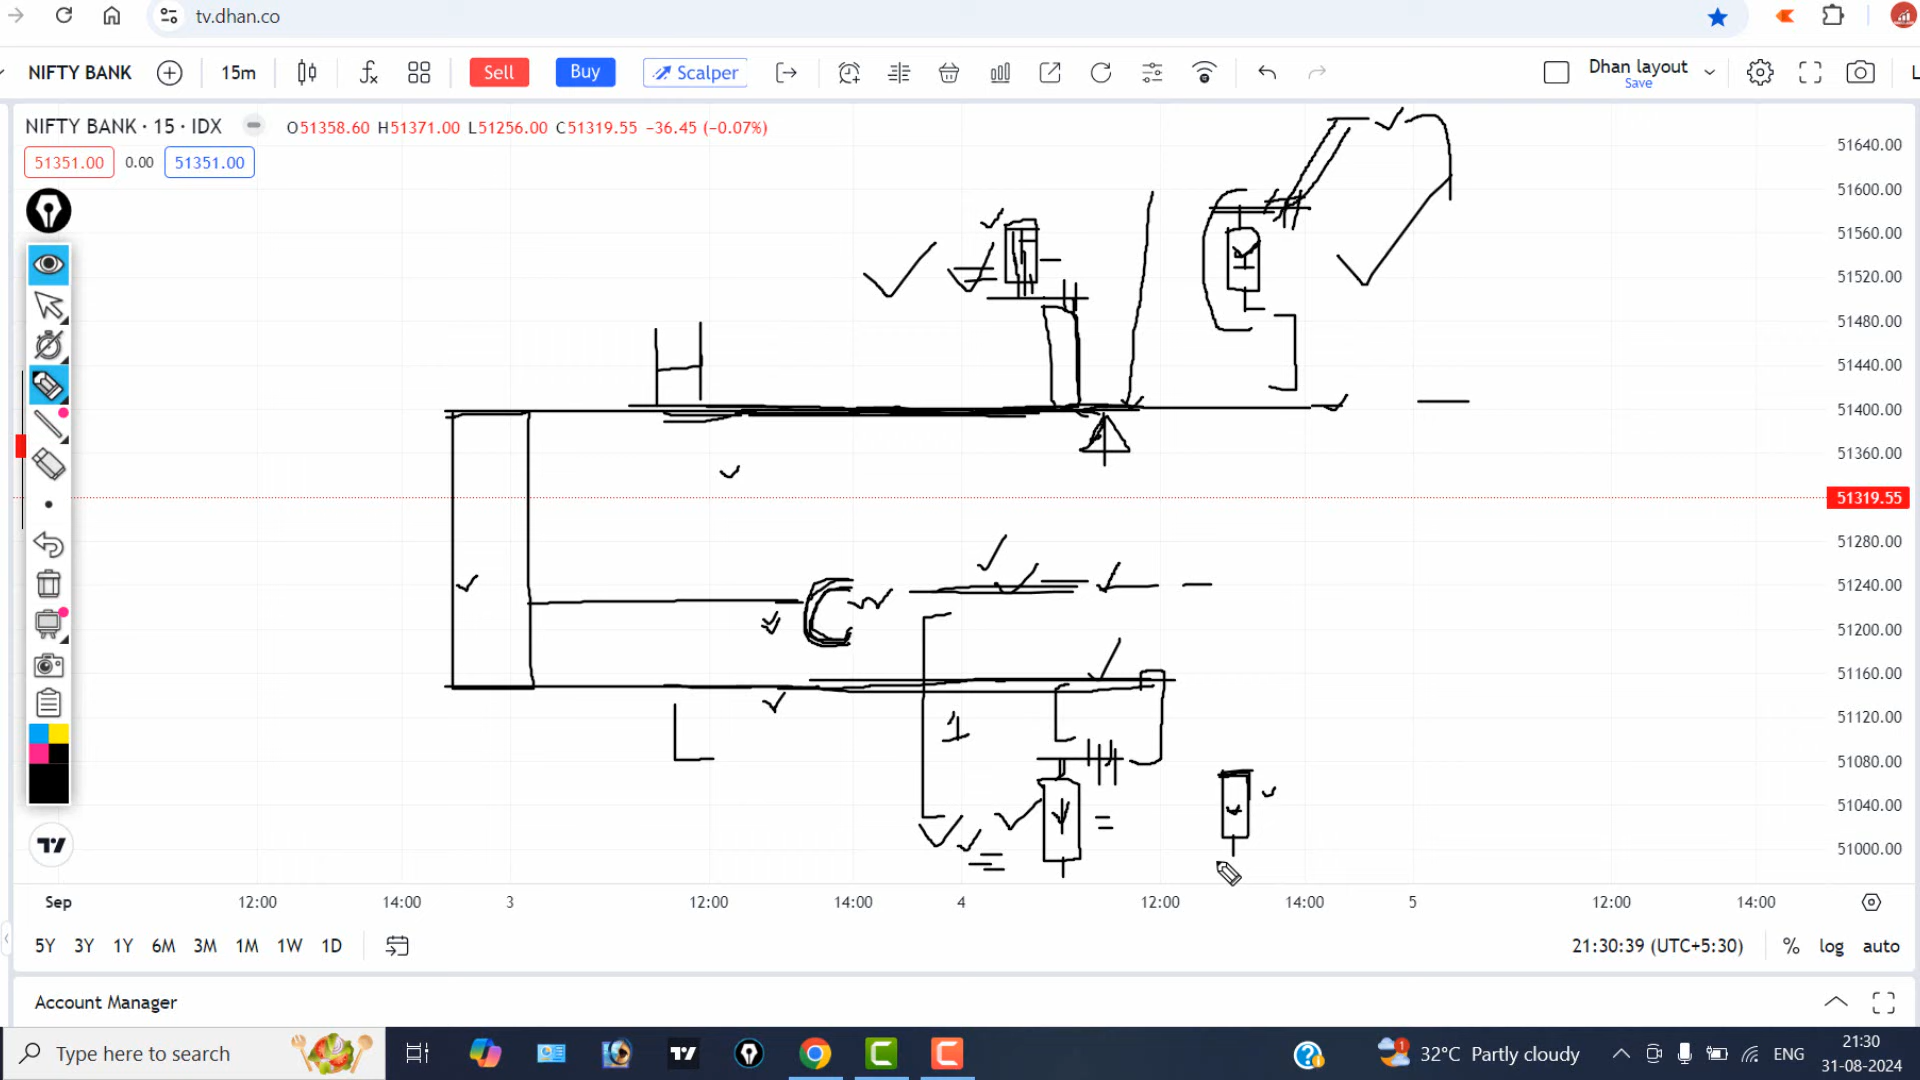 tv.dhan.co
NIFTY BANK 15m Sell Buy Scalper Dhan layout L
Save
NIFTY BANK · 15 · IDX O51358.60 H51371.00 L51256.00 C51319.55 −36.45 (−0.07%)
51351.00 0.00 51351.00
51640.00
51600.00
51560.00
51520.00
51480.00
H
51440.00
51400.00
51360.00
51319.55
51280.00
51240.00
C
51200.00
51160.00
L
1
51120.00
51080.00
51040.00
51000.00
Sep 12:00 14:00 3 12:00 14:00 4 12:00 14:00 5 12:00 14:00
5Y 3Y 1Y 6M 3M 1M 1W 1D 21:30:39 (UTC+5:30) % log auto
Account Manager
Type here to search 32°C Partly cloudy ENG 21:30
31-08-2024